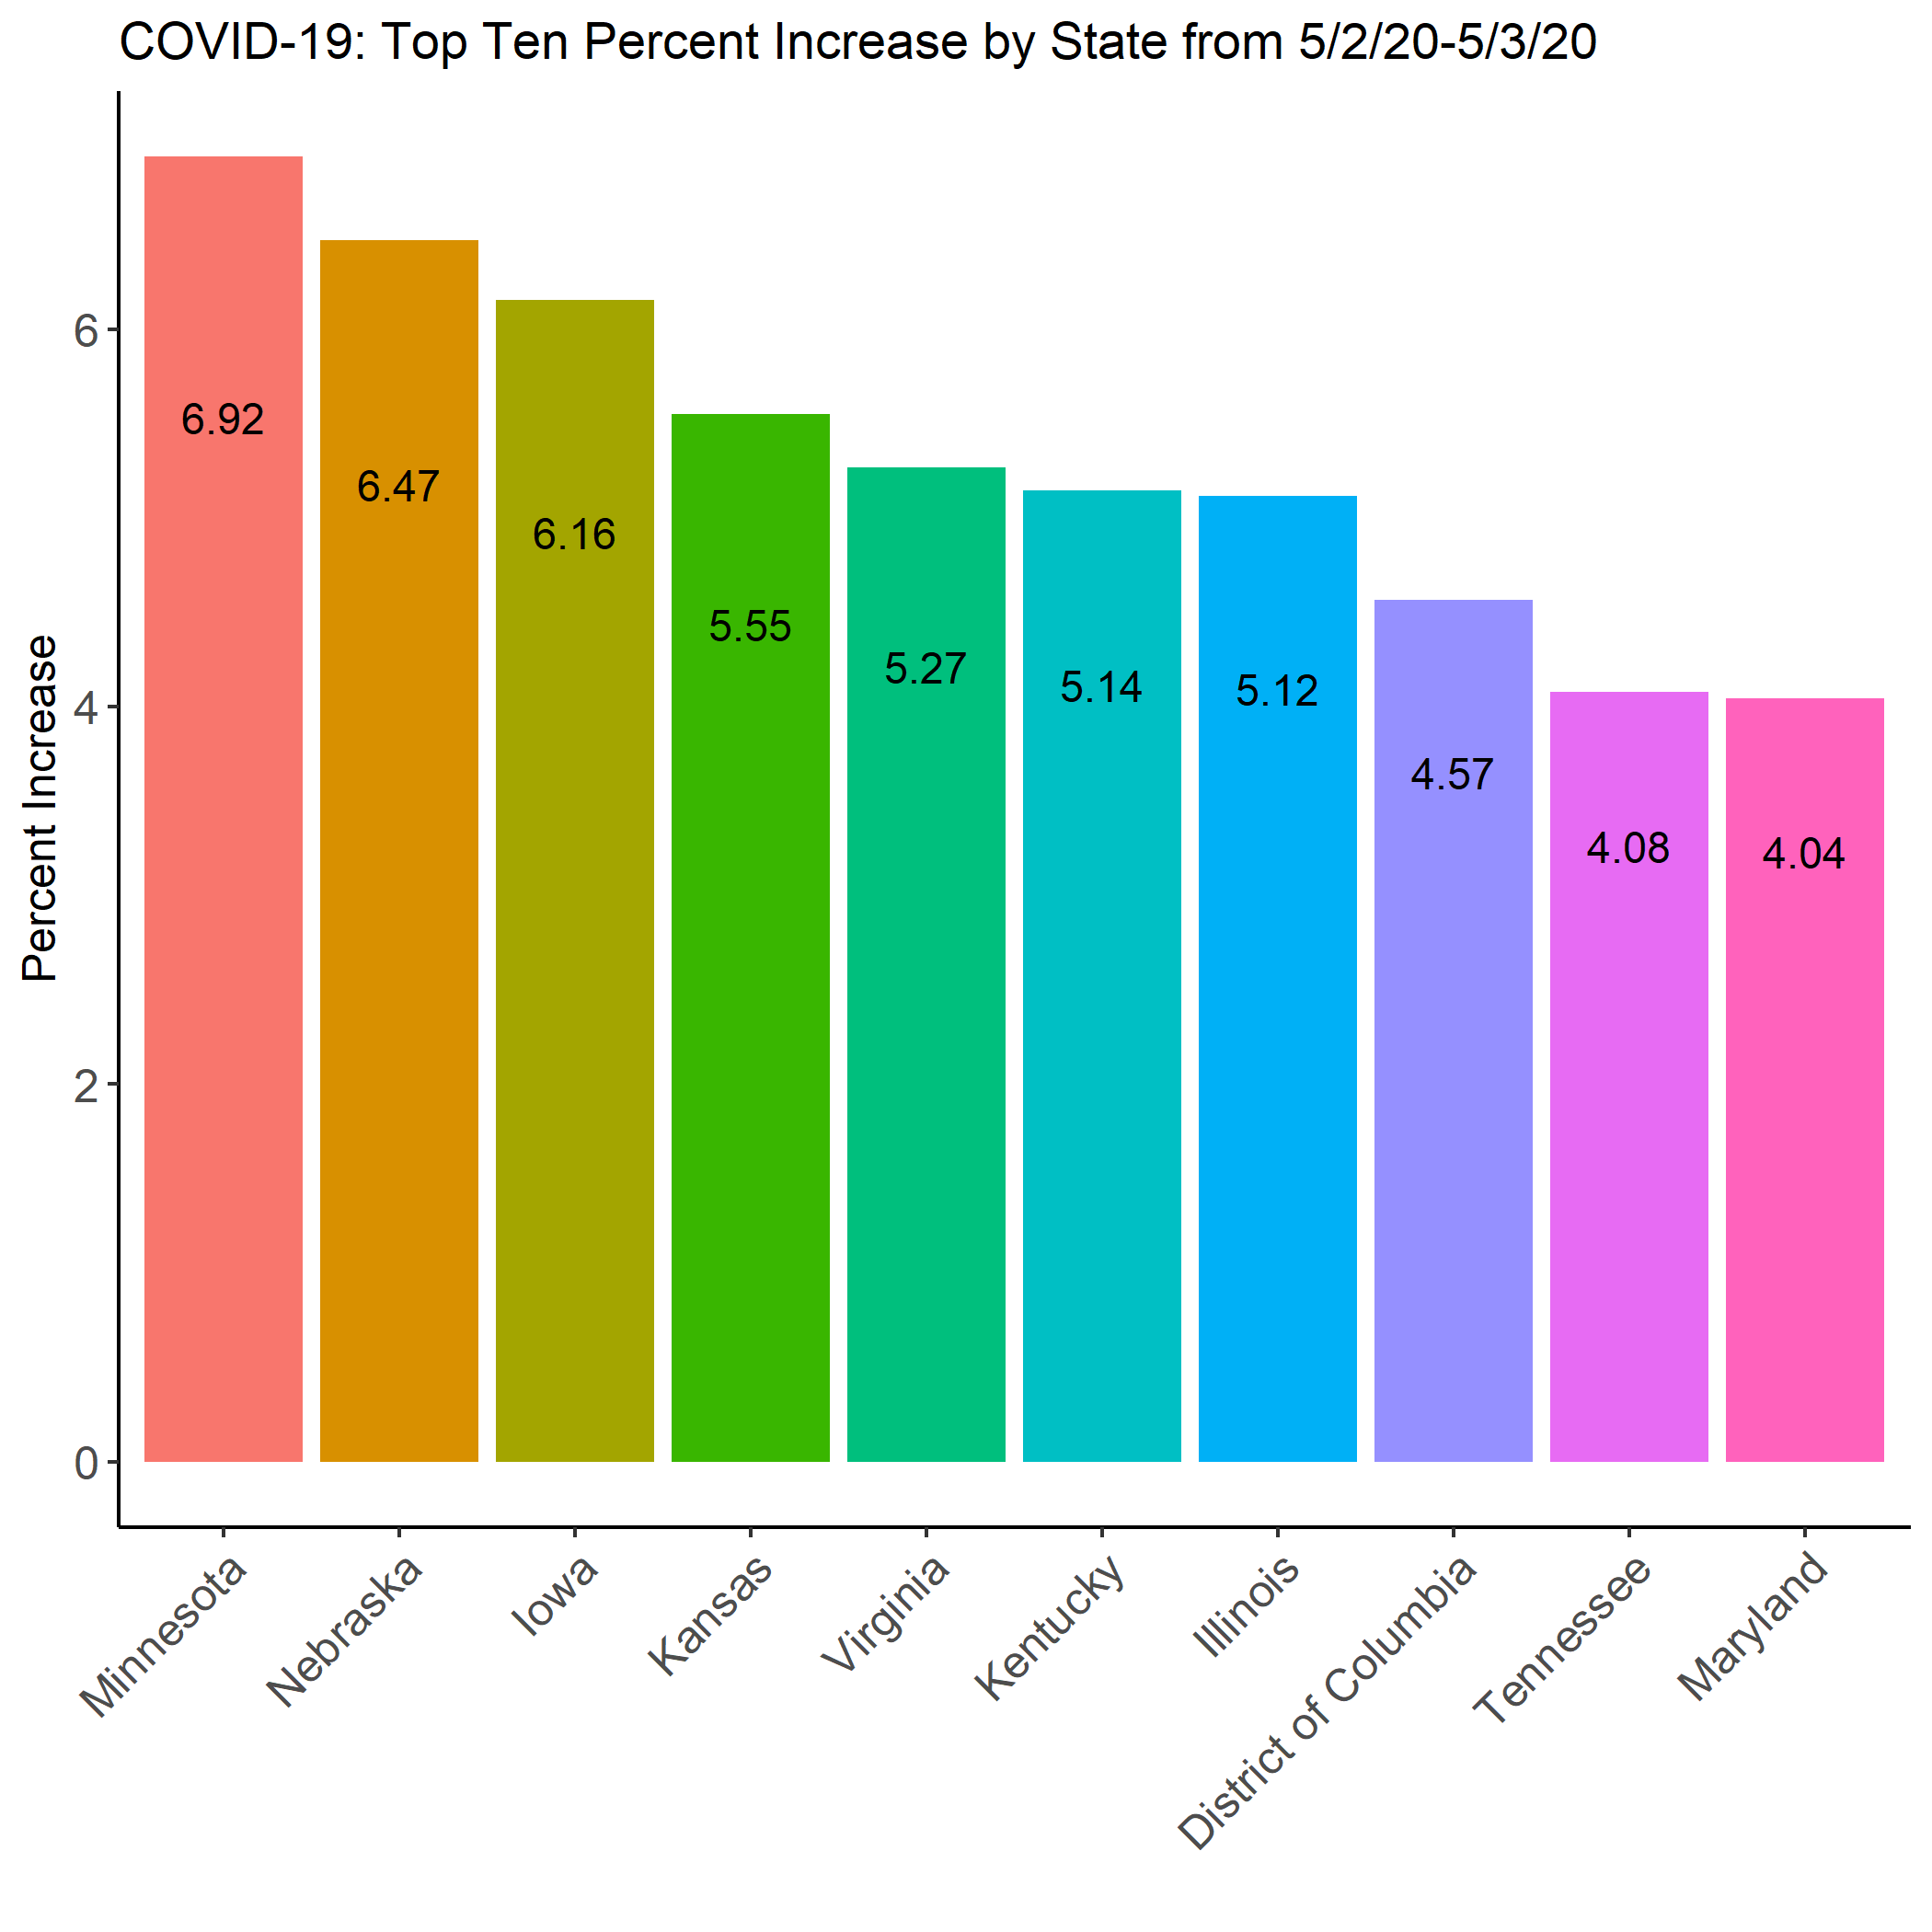 COVID-19: Top Ten Percent Increase by State from 5/2/20-5/3/20
Percent Increase
6
4
2
0
6.92
6.47
6.16
5.55
5.27
5.14
5.12
4.57
4.08
4.04
Minnesota
Nebraska
Iowa
Kansas
Virginia
Kentucky
Illinois
District of Columbia
Tennessee
Maryland